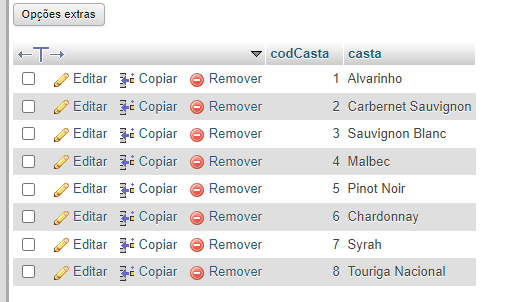 Opções extras
←T→ codCasta casta
Editar Copiar Remover 1 Alvarinho
Editar Copiar Remover 2 Carbernet Sauvignon
Editar Copiar Remover 3 Sauvignon Blanc
Editar Copiar Remover 4 Malbec
Editar Copiar Remover 5 Pinot Noir
Editar Copiar Remover 6 Chardonnay
Editar Copiar Remover 7 Syrah
Editar Copiar Remover 8 Touriga Nacional